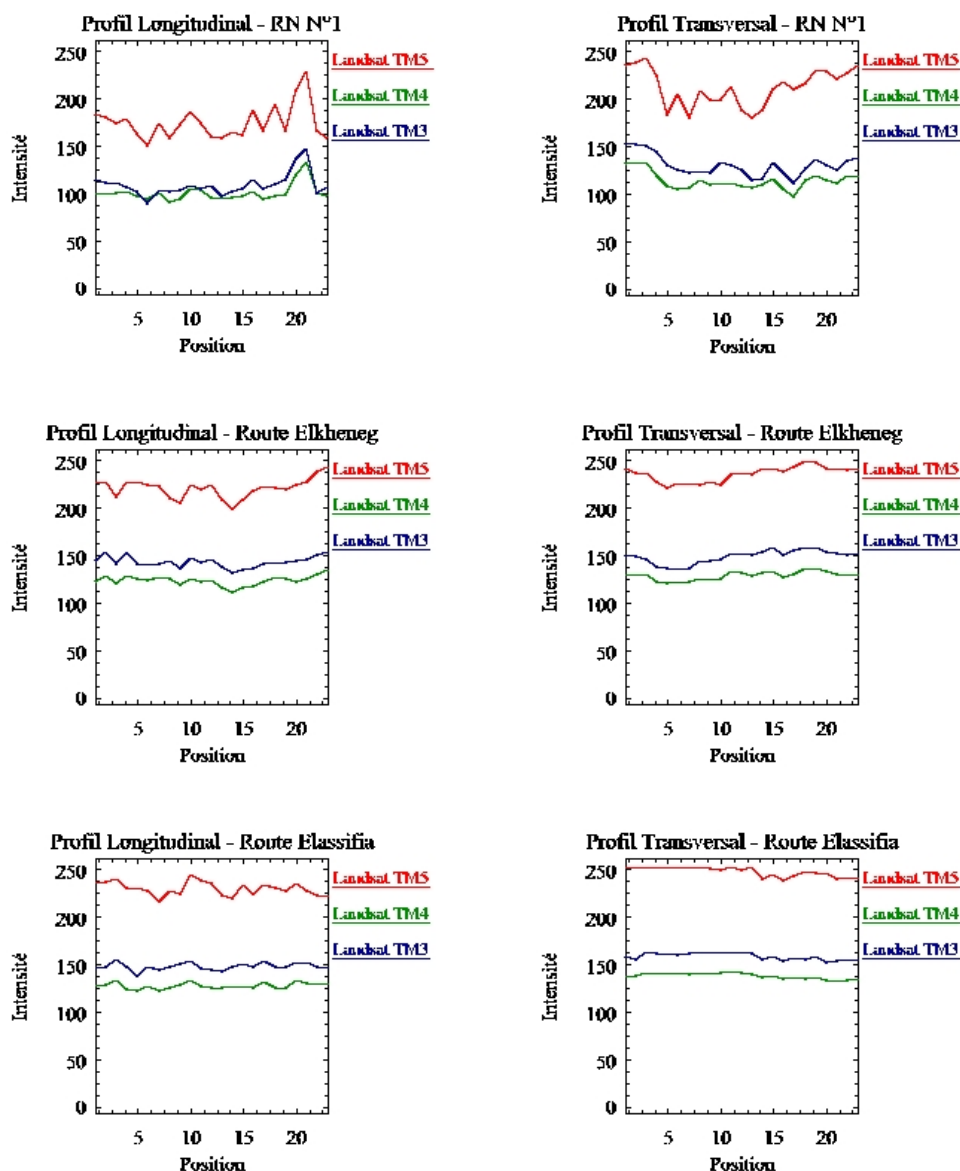 Profil Longitudinal - RN N°1
250
200
150
100
50
0
Intensité
5 10 15 20
Position
Landsat TM5
Landsat TM4
Landsat TM3
Profil Transversal - RN N°1
250
200
150
100
50
0
Intensité
5 10 15 20
Position
Landsat TM5
Landsat TM4
Landsat TM3
Profil Longitudinal - Route Elkheneg
250
200
150
100
50
0
Intensité
5 10 15 20
Position
Landsat TM5
Landsat TM4
Landsat TM3
Profil Transversal - Route Elkheneg
250
200
150
100
50
0
Intensité
5 10 15 20
Position
Landsat TM5
Landsat TM4
Landsat TM3
Profil Longitudinal - Route Elassifia
250
200
150
100
50
0
Intensité
5 10 15 20
Position
Landsat TM5
Landsat TM4
Landsat TM3
Profil Transversal - Route Elassifia
250
200
150
100
50
0
Intensité
5 10 15 20
Position
Landsat TM5
Landsat TM4
Landsat TM3